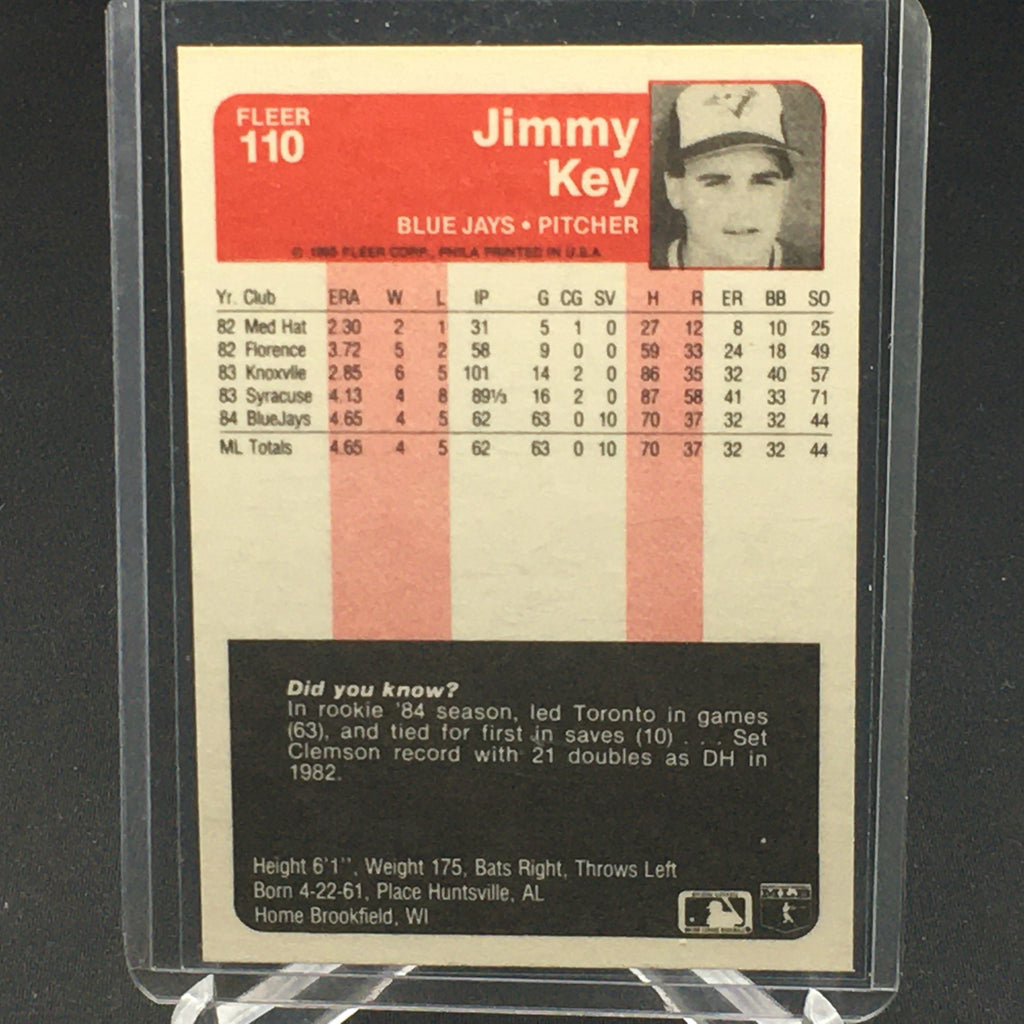 FLEER
110
Jimmy
Key
BLUE JAYS • PITCHER
© 1985 FLEER CORP., PHILA PRINTED IN U.S.A.
Yr. Club ERA W L IP G CG SV H R ER BB SO
82 Med Hat 2.30 2 1 31 5 1 0 27 12 8 10 25
82 Florence 3.72 5 2 58 9 0 0 59 33 24 18 49
83 Knoxvlle 2.85 6 5 101 14 2 0 86 35 32 40 57
83 Syracuse 4.13 4 8 89⅓ 16 2 0 87 58 41 33 71
84 BlueJays 4.65 4 5 62 63 0 10 70 37 32 32 44
ML Totals 4.65 4 5 62 63 0 10 70 37 32 32 44
Did you know?
In rookie '84 season, led Toronto in games
(63), and tied for first in saves (10) . . . Set
Clemson record with 21 doubles as DH in
1982.
Height 6'1", Weight 175, Bats Right, Throws Left
Born 4-22-61, Place Huntsville, AL
Home Brookfield, WI